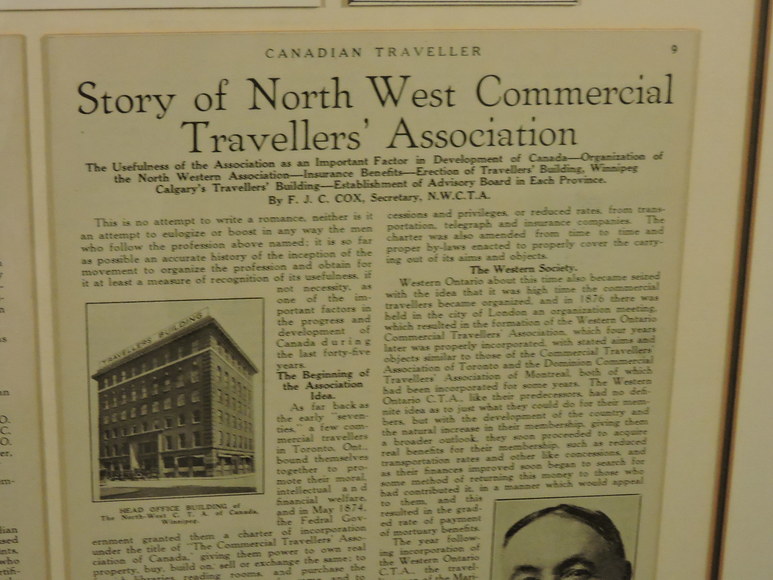 CANADIAN TRAVELLER
9
Story of North West Commercial
Travellers' Association
The Usefulness of the Association as an Important Factor in Development of Canada—Organization of
the North Western Association—Insurance Benefits—Erection of Travellers' Building, Winnipeg
Calgary's Travellers' Building—Establishment of Advisory Board in Each Province.
By F. J. C. COX, Secretary, N.W.C.T.A.
This is no attempt to write a romance, neither is it
an attempt to eulogize or boost in any way the men
who follow the profession above named; it is so far
as possible an accurate history of the inception of the
movement to organize the profession and obtain for
it at least a measure of recognition of its usefulness, if
not necessity, as
one of the im-
portant factors in
the progress and
development of
Canada during
the last forty-five
years.
The Beginning of
the Association
Idea.
As far back as
the early "seven-
ties," a few com-
mercial travellers
in Toronto, Ont.,
bound themselves
together to pro-
mote their moral,
intellectual and
financial welfare,
and in May 1874,
the Fedral Gov-
ernment granted them a charter of incorporation
under the title of "The Commercial Travellers' Asso-
ciation of Canada," giving them power to own real
property, buy, build on, sell or exchange the same; to
libraries, reading rooms, and purchase the
TRAVELLERS BUILDING
HEAD OFFICE BUILDING of
The North-West C. T. A. of Canada,
Winnipeg.
cessions and privileges, or reduced rates, from trans-
portation, telegraph and insurance companies. The
charter was also amended from time to time and
proper by-laws enacted to properly cover the carry-
ing out of its aims and objects.
The Western Society.
Western Ontario about this time also became seized
with the idea that it was high time the commercial
travellers became organized, and in 1876 there was
held in the city of London an organization meeting,
which resulted in the formation of the Western Ontario
Commercial Travellers Association, which four years
later was properly incorporated, with stated aims and
objects similar to those of the Commercial Travellers
Association of Toronto and the Dominion Commercial
Travellers' Association of Montreal, both of which
had been incorporated for some years. The Western
Ontario C.T.A., like their predecessors, had no defi-
nite idea as to just what they could do for their mem-
bers, but with the development of the country and
the natural increase in their membership, giving them
a broader outlook, they soon proceeded to acquire
real benefits for their membership, such as reduced
transportation rates and other like concessions, and
as their finances improved soon began to search for
some method of returning this money to those who
had contributed it, in a manner which would appeal
to them, and this
resulted in the grad-
ed rate of payment
of mortuary benefits.
The year follow-
ing incorporation of
the Western Ontario
C.T.A., the travel-
of the Mari-